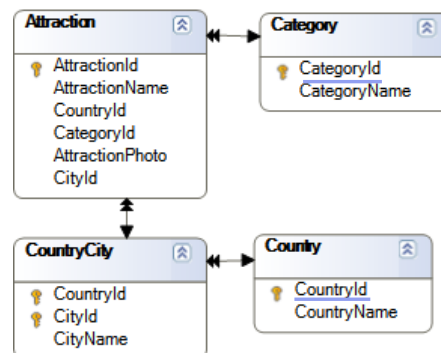 Attraction
AttractionId
AttractionName
CountryId
CategoryId
AttractionPhoto
CityId
Category
CategoryId
CategoryName
CountryCity
CountryId
CityId
CityName
Country
CountryId
CountryName